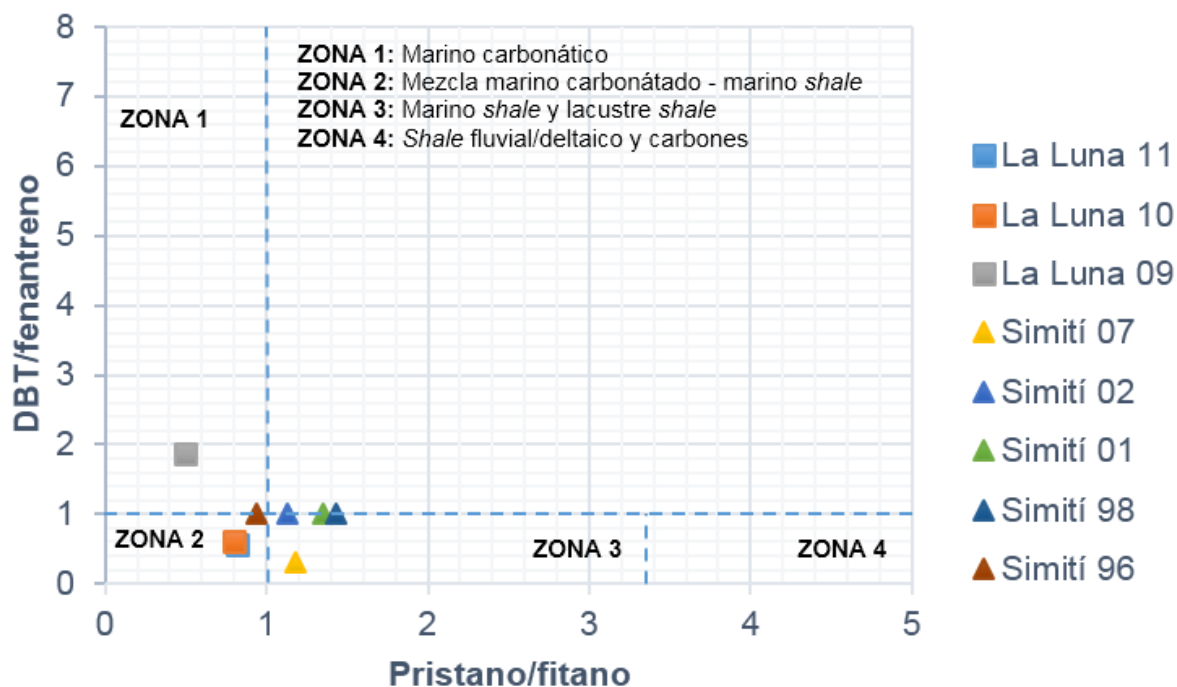 8
7
6
5
4
3
2
1
0
DBT/fenantreno
ZONA 1: Marino carbonático
ZONA 2: Mezcla marino carbonátado - marino shale
ZONA 3: Marino shale y lacustre shale
ZONA 4: Shale fluvial/deltaico y carbones
ZONA 1
ZONA 2
ZONA 3
ZONA 4
0 1 2 3 4 5
Pristano/fitano
La Luna 11
La Luna 10
La Luna 09
Simití 07
Simití 02
Simití 01
Simití 98
Simití 96